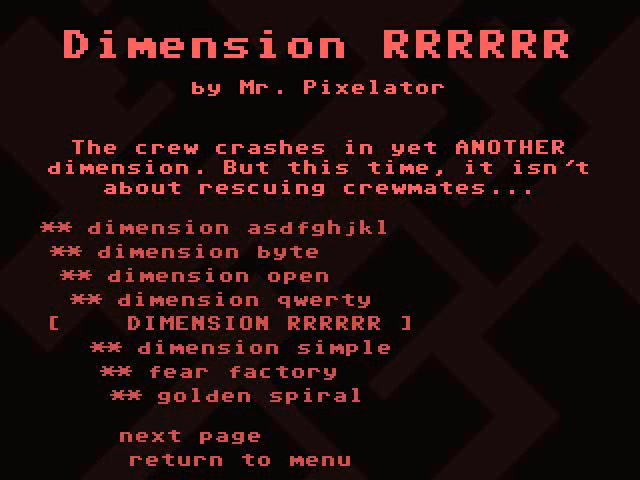 Dimension RRRRRR
by Mr. Pixelator
The crew crashes in yet ANOTHER
dimension. But this time, it isn't
about rescuing crewmates...
** dimension asdfghjkl
** dimension byte
** dimension open
** dimension qwerty
[ DIMENSION RRRRRR ]
** dimension simple
** fear factory
** golden spiral
next page
return to menu